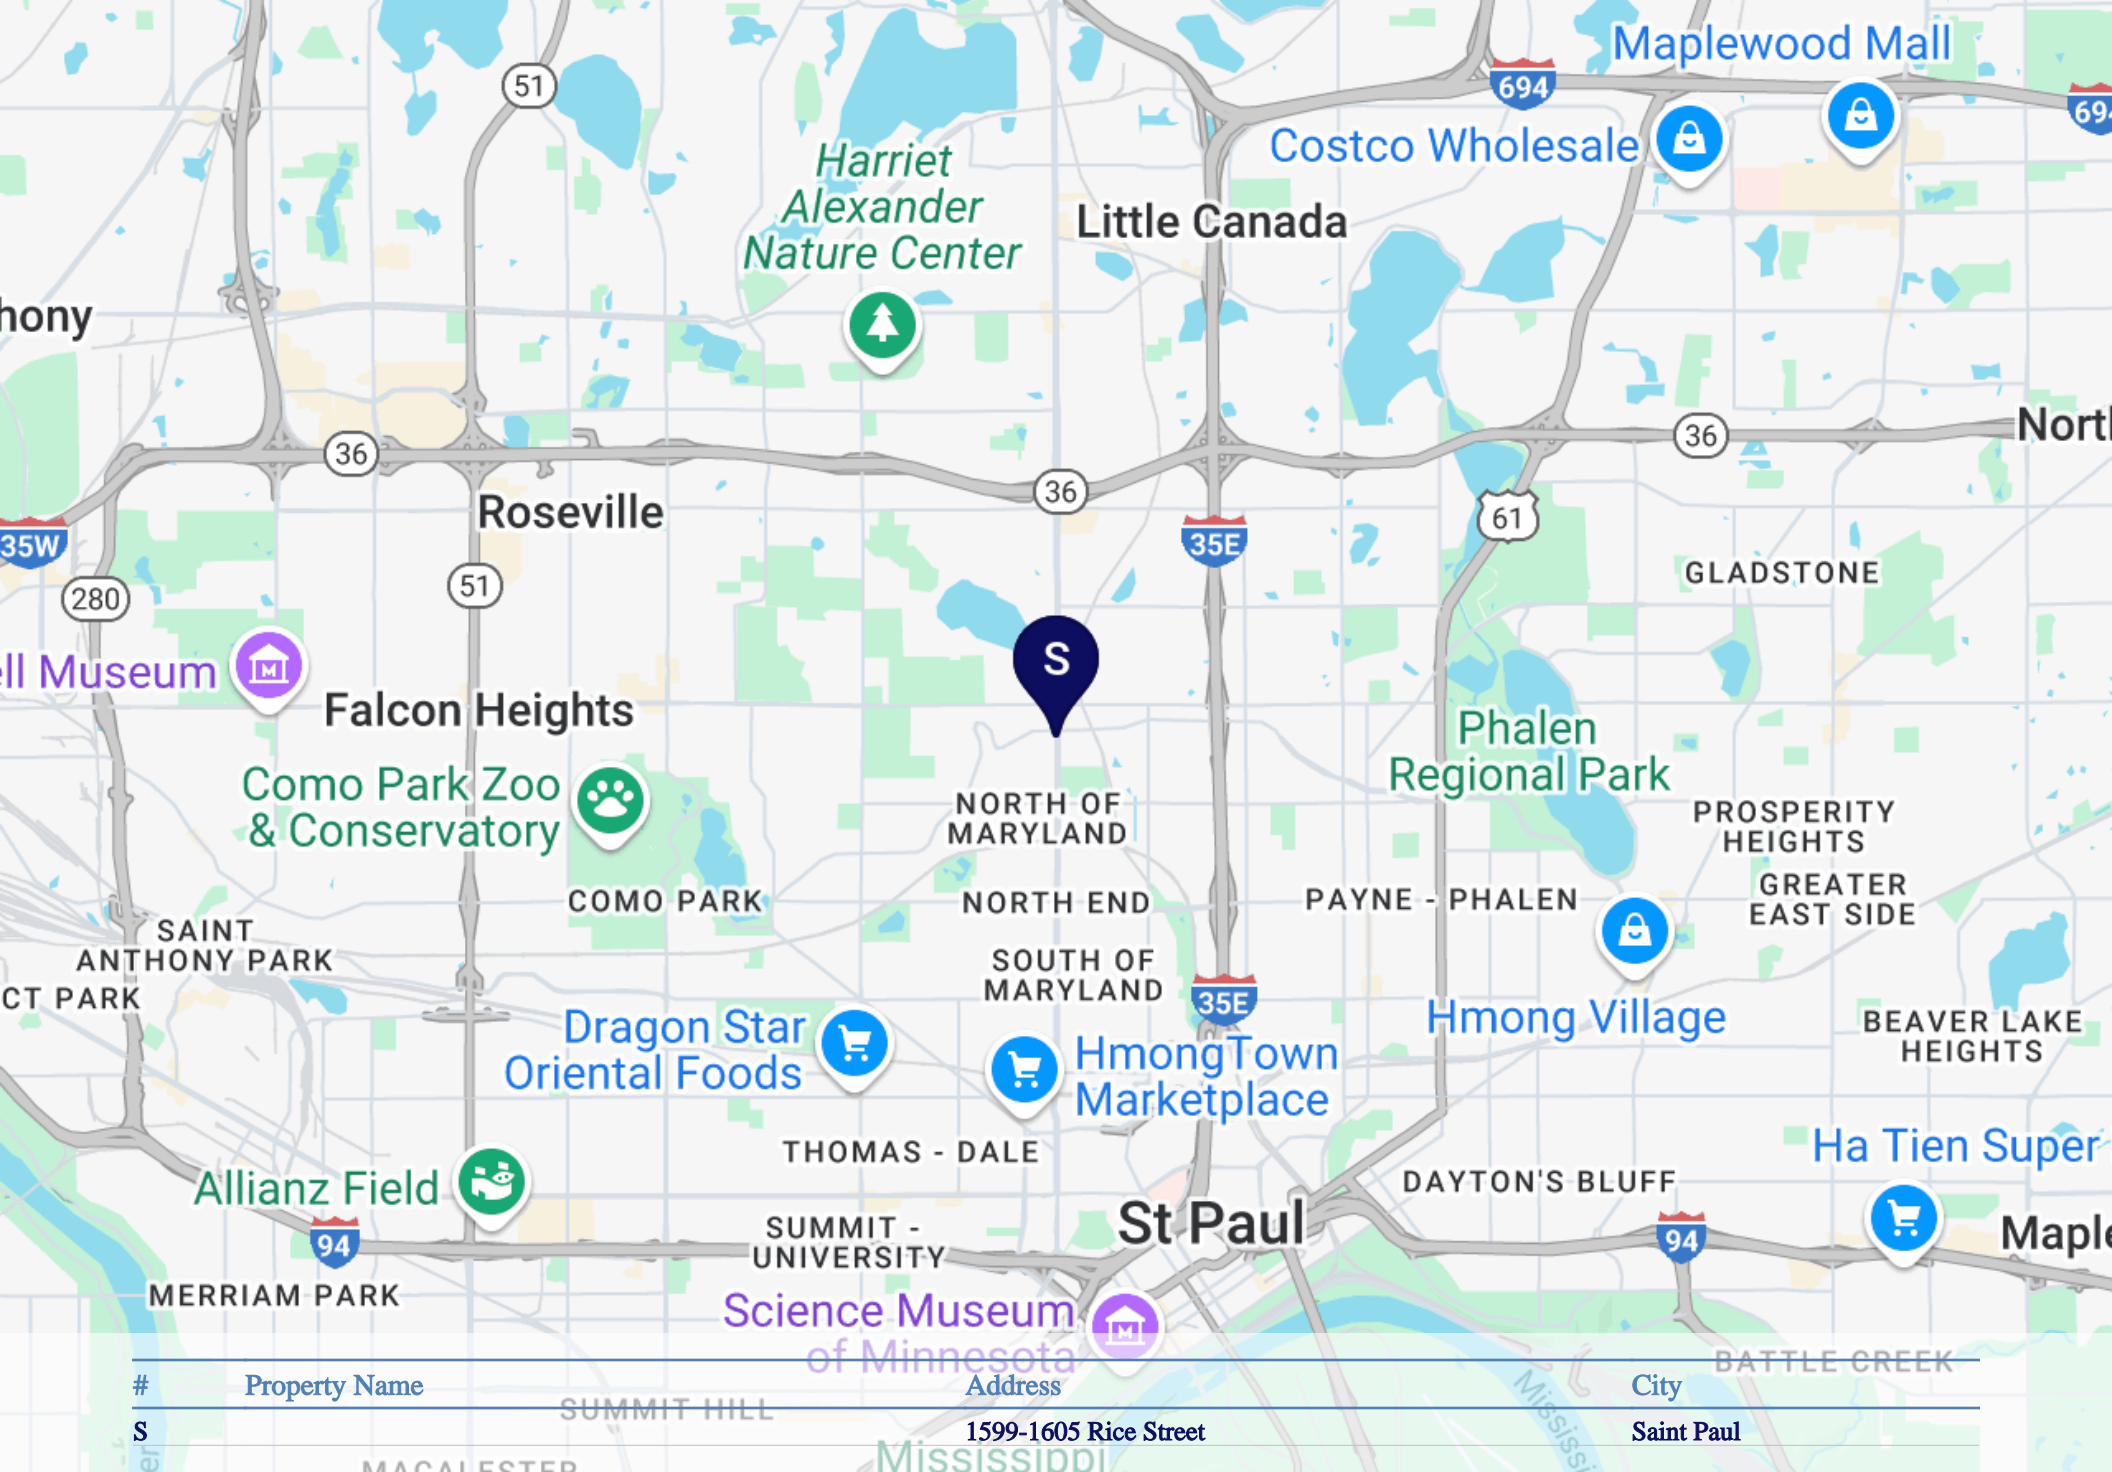 Maplewood Mall
51
694
694
Costco Wholesale
Harriet
Alexander
Nature Center
Little Canada
hony
36
36
36
North
Roseville
61
35W
35E
51
280
GLADSTONE
S
ell Museum
Falcon Heights
Phalen
Regional Park
Como Park Zoo
& Conservatory
NORTH OF
MARYLAND
PROSPERITY
HEIGHTS
COMO PARK
NORTH END
PAYNE - PHALEN
GREATER
EAST SIDE
SAINT
ANTHONY PARK
SOUTH OF
MARYLAND
CT PARK
35E
Hmong Village
Dragon Star
Oriental Foods
HmongTown
Marketplace
BEAVER LAKE
HEIGHTS
THOMAS - DALE
Ha Tien Super
Allianz Field
DAYTON'S BLUFF
St Paul
SUMMIT -
UNIVERSITY
94
94
Maple
MERRIAM PARK
Science Museum
of Minnesota
BATTLE CREEK
# Property Name Address City
SUMMIT HILL
S 1599-1605 Rice Street Saint Paul
Mississippi
Mississi
MACALESTER